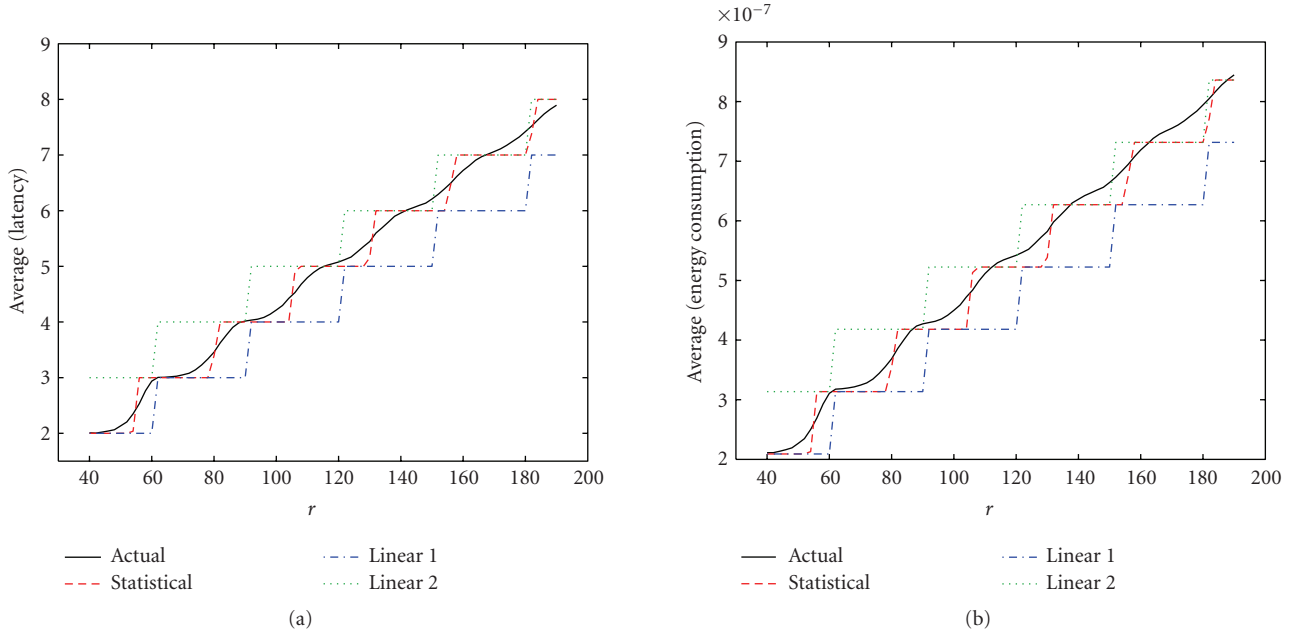 9
8
7
6
5
4
3
2
Average (latency)
40 60 80 100 120 140 160 180 200
r
Actual
Statistical
Linear 1
Linear 2
(a)
×10−7
9
8
7
6
5
4
3
2
Average (energy consumption)
40 60 80 100 120 140 160 180 200
r
Actual
Statistical
Linear 1
Linear 2
(b)